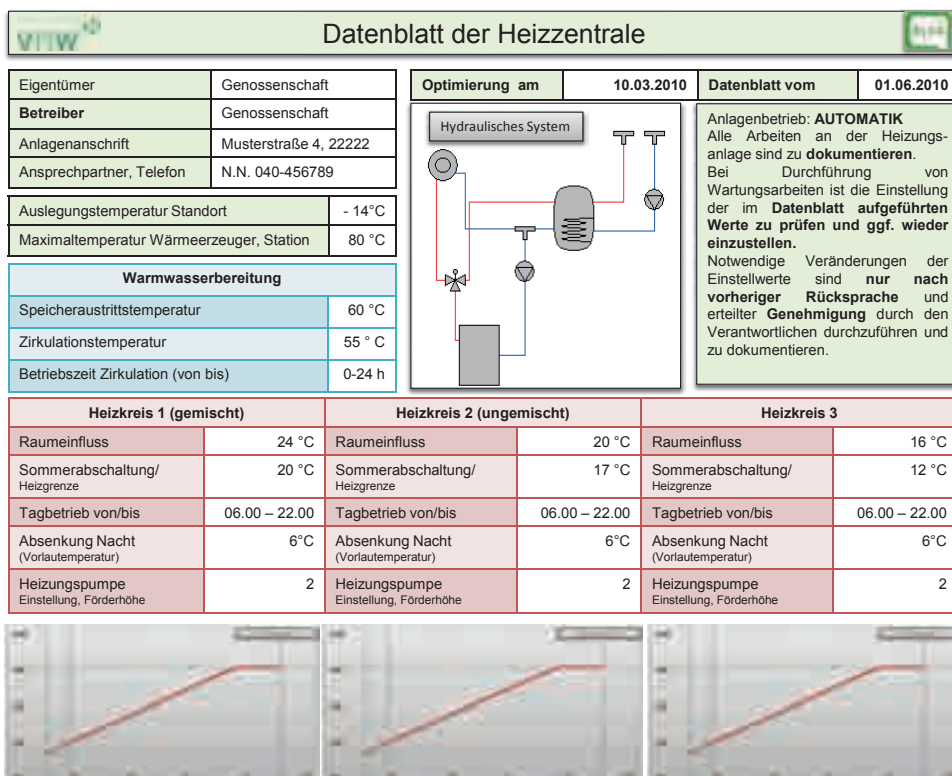 VNW
Datenblatt der Heizzentrale
Eigentümer Genossenschaft
Betreiber Genossenschaft
Anlagenanschrift Musterstraße 4, 22222
Ansprechpartner, Telefon N.N. 040-456789
Auslegungstemperatur Standort - 14°C
Maximaltemperatur Wärmeerzeuger, Station 80 °C
Warmwasserbereitung
Speicheraustrittstemperatur 60 °C
Zirkulationstemperatur 55 ° C
Betriebszeit Zirkulation (von bis) 0-24 h
Optimierung am 10.03.2010 Datenblatt vom 01.06.2010
Hydraulisches System
Anlagenbetrieb: AUTOMATIK
Alle Arbeiten an der Heizungs-
anlage sind zu dokumentieren.
Bei Durchführung von
Wartungsarbeiten ist die Einstellung
der im Datenblatt aufgeführten
Werte zu prüfen und ggf. wieder
einzustellen.
Notwendige Veränderungen der
Einstellwerte sind nur nach
vorheriger Rücksprache und
erteilter Genehmigung durch den
Verantwortlichen durchzuführen und
zu dokumentieren.
Heizkreis 1 (gemischt) Heizkreis 2 (ungemischt) Heizkreis 3
Raumeinfluss 24 °C Raumeinfluss 20 °C Raumeinfluss 16 °C
Sommerabschaltung/ 20 °C Sommerabschaltung/ 17 °C Sommerabschaltung/ 12 °C
Heizgrenze Heizgrenze Heizgrenze
Tagbetrieb von/bis 06.00 – 22.00 Tagbetrieb von/bis 06.00 – 22.00 Tagbetrieb von/bis 06.00 – 22.00
Absenkung Nacht 6°C Absenkung Nacht 6°C Absenkung Nacht 6°C
(Vorlautemperatur) (Vorlautemperatur) (Vorlautemperatur)
Heizungspumpe 2 Heizungspumpe 2 Heizungspumpe 2
Einstellung, Förderhöhe Einstellung, Förderhöhe Einstellung, Förderhöhe